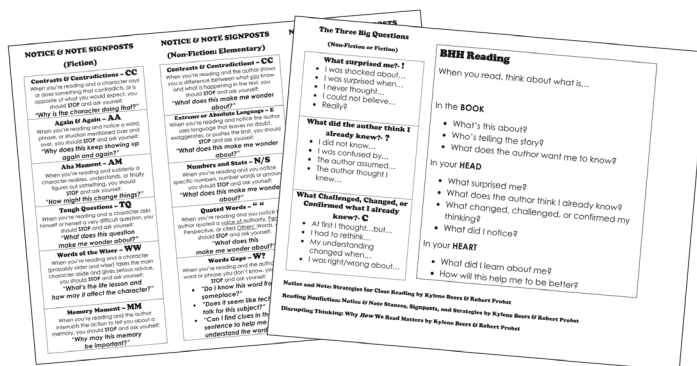 NOTICE & NOTE SIGNPOSTS
(Fiction)
Contrasts & Contradictions – CC
When you're reading and a character says
or does something that contradicts, or is
opposite of what you would expect, you
should STOP and ask yourself:
"Why is the character doing that?"
Again & Again – AA
When you're reading and notice a word,
phrase, or situation mentioned over and
over, you should STOP and ask yourself:
"Why does this keep showing up
again and again?"
Aha Moment – AM
When you're reading and suddenly a
character realizes, understands, or finally
figures out something, you should
STOP and ask yourself:
"How might this change things?"
Tough Questions – TQ
When you're reading and a character asks
himself or herself a very difficult question, you
should STOP and ask yourself:
"What does this question
make me wonder about?"
Words of the Wiser – WW
When you're reading and a character
(probably older and wiser) takes the main
character aside and gives serious advice,
you should STOP and ask yourself:
"What's the life lesson and
how may it affect the character?"
Memory Moment – MM
When you're reading and the author
interrupts the action to tell you about a
memory, you should STOP and ask yourself:
"Why may this memory
be important?"
NOTICE & NOTE SIGNPOSTS
(Non-Fiction: Elementary)
Contrasts & Contradictions – CC
When you're reading and the author shows
you a difference between what you know
and what is happening in the text, you
should STOP and ask yourself:
"What does this make me wonder
about?"
Extreme or Absolute Language – E
When you're reading and notice the author
uses language that leaves no doubt,
exaggerates, or pushes the limit, you should
STOP and ask yourself:
"What does this make me wonder
about?"
Numbers and Stats – N/S
When you're reading and you notice
specific numbers, number words or amounts
you should STOP and ask yourself:
"What does this make me wonder
about?"
Quoted Words – " "
When you're reading and you notice
author quoted a voice of authority,
Perspective, or cited Others' Words,
should STOP and ask yourself:
"What does this
make me wonder about?"
Words Gaps – W?
When you're reading and the author
word or phrase you don't know,
STOP and ask yourself:
• "Do I know this word from
someplace?"
• "Does it seem like tech
talk for this subject?"
• "Can I find clues in the
sentence to help me
understand the word
The Three Big Questions
(Non-Fiction or Fiction)
What surprised me?- !
• I was shocked about…
• I was surprised when…
• I never thought…
• I could not believe…
• Really?
What did the author think I
already knew?- ?
• I did not know…
• I was confused by…
• The author assumed…
• The author thought I
knew…
What Challenged, Changed, or
Confirmed what I already
knew?- C
• At first I thought…but…
• I had to rethink…
• My understanding
changed when…
• I was right/wrong about…
BHH Reading
When you read, think about what is…
In the BOOK
• What's this about?
• Who's telling the story?
• What does the author want me to know?
In your HEAD
• What surprised me?
• What does the author think I already know?
• What changed, challenged, or confirmed my
thinking?
• What did I notice?
In your HEART
• What did I learn about me?
• How will this help me to be better?
Notice and Note: Strategies for Close Reading by Kylene Beers & Robert Probst
Reading Nonfiction: Notice & Note Stances, Signposts, and Strategies by Kylene Beers & Robert Probst
Disrupting Thinking: Why How We Read Matters by Kylene Beers & Robert Probst